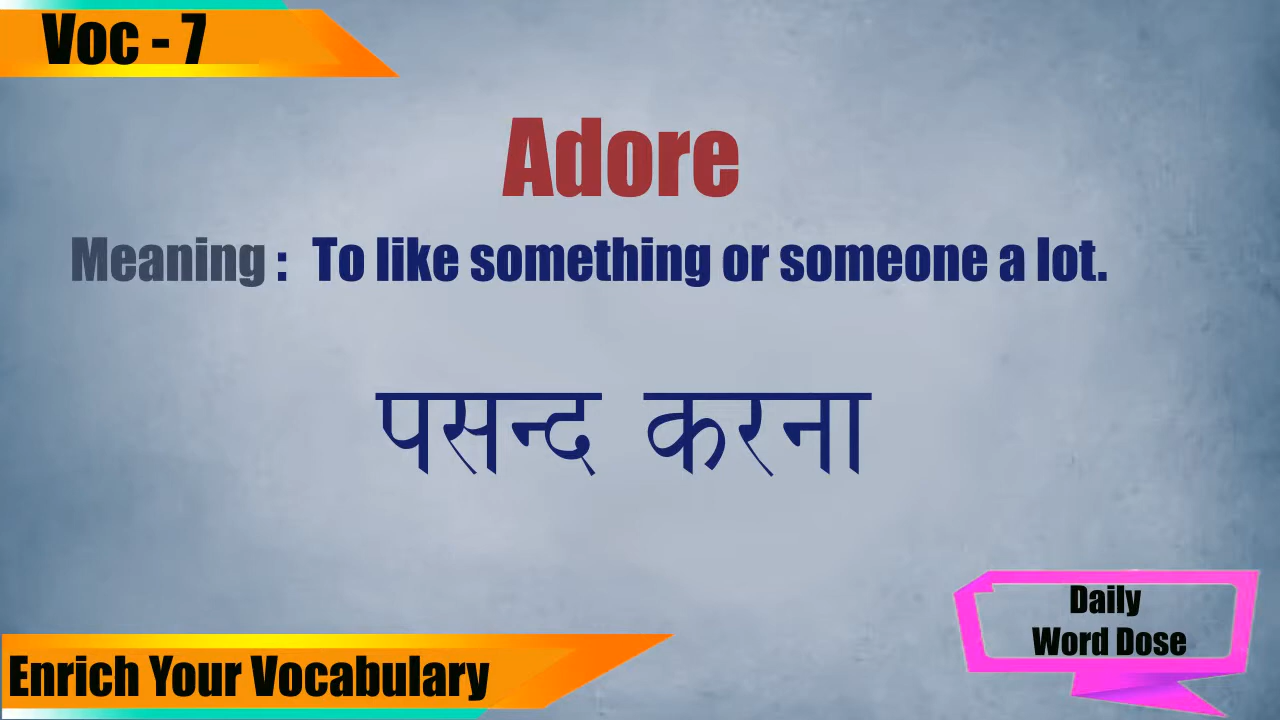 Voc - 7
Adore
Meaning : To like something or someone a lot.
पसन्द करना
Daily
Word Dose
Enrich Your Vocabulary